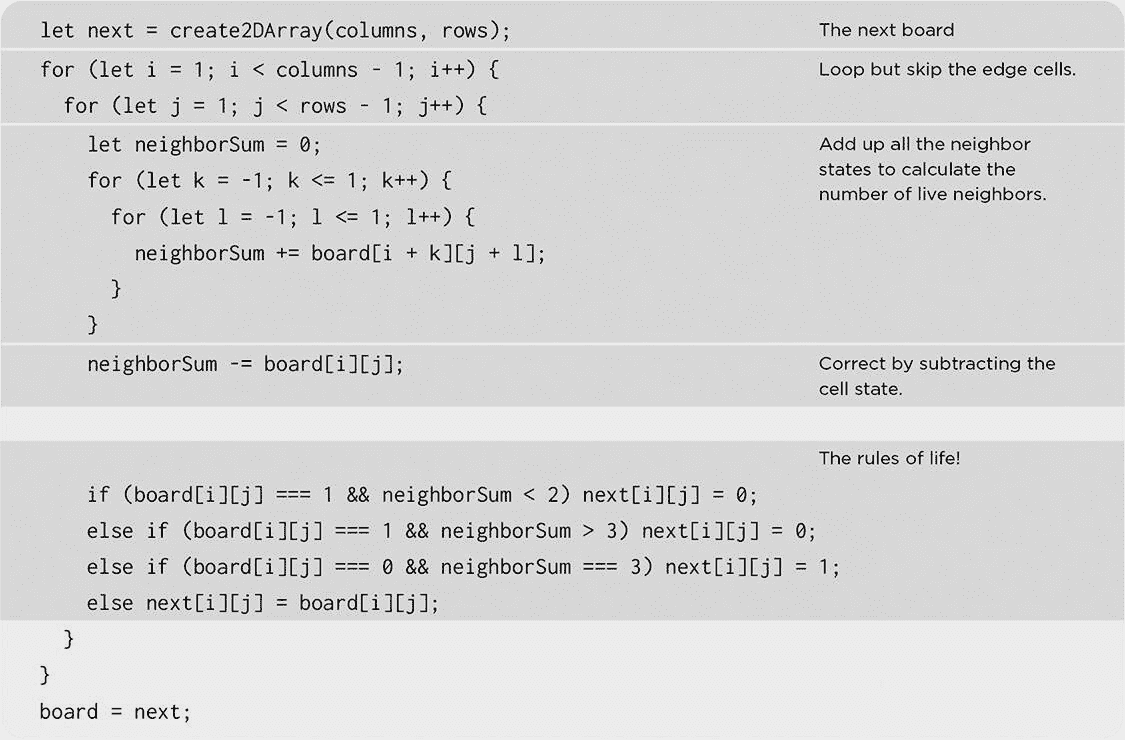 let next = create2DArray(columns, rows);
The next board
for (let i = 1; i < columns - 1; i++) {
Loop but skip the edge cells.
for (let j = 1; j < rows - 1; j++) {
let neighborSum = 0;
Add up all the neighbor
states to calculate the
number of live neighbors.
for (let k = -1; k <= 1; k++) {
for (let l = -1; l <= 1; l++) {
neighborSum += board[i + k][j + l];
}
}
neighborSum -= board[i][j];
Correct by subtracting the
cell state.
The rules of life!
if (board[i][j] === 1 && neighborSum < 2) next[i][j] = 0;
else if (board[i][j] === 1 && neighborSum > 3) next[i][j] = 0;
else if (board[i][j] === 0 && neighborSum === 3) next[i][j] = 1;
else next[i][j] = board[i][j];
}
}
board = next;